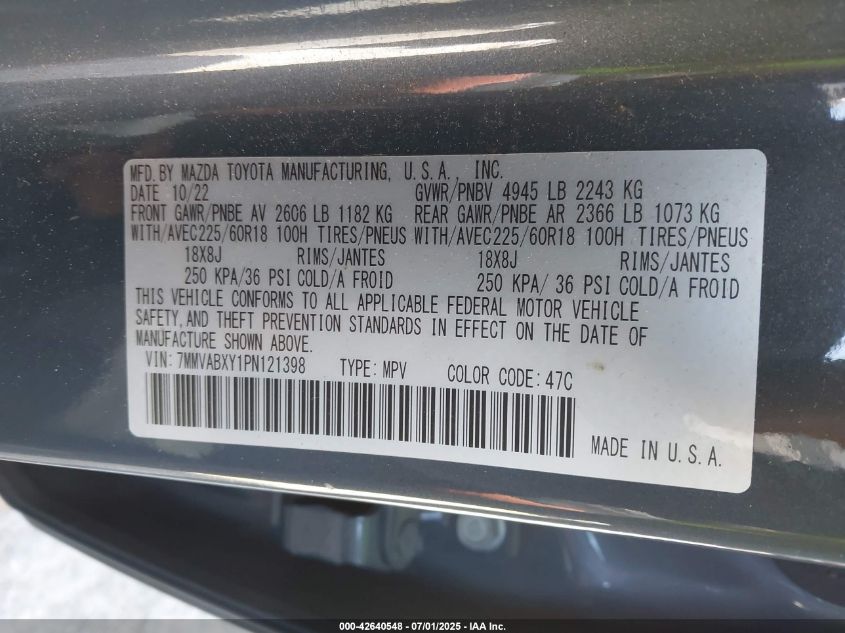 MFD. BY MAZDA TOYOTA MANUFACTURING, U.S.A., INC.
DATE 10/22 GVWR/PNBV 4945 LB 2243 KG
FRONT GAWR/PNBE AV 2606 LB 1182 KG REAR GAWR/PNBE AR 2366 LB 1073 KG
WITH/AVEC225/60R18 100H TIRES/PNEUS WITH/AVEC225/60R18 100H TIRES/PNEUS
18X8J RIMS/JANTES 18X8J RIMS/JANTES
250 KPA/36 PSI COLD/A FROID 250 KPA/ 36 PSI COLD/A FROID
THIS VEHICLE CONFORMS TO ALL APPLICABLE FEDERAL MOTOR VEHICLE
SAFETY, AND THEFT PREVENTION STANDARDS IN EFFECT ON THE DATE OF
MANUFACTURE SHOWN ABOVE.
VIN: 7MMVABXY1PN121398 TYPE: MPV COLOR CODE: 47C
MADE IN U.S.A.
000-42640548 - 07/01/2025 - IAA Inc.